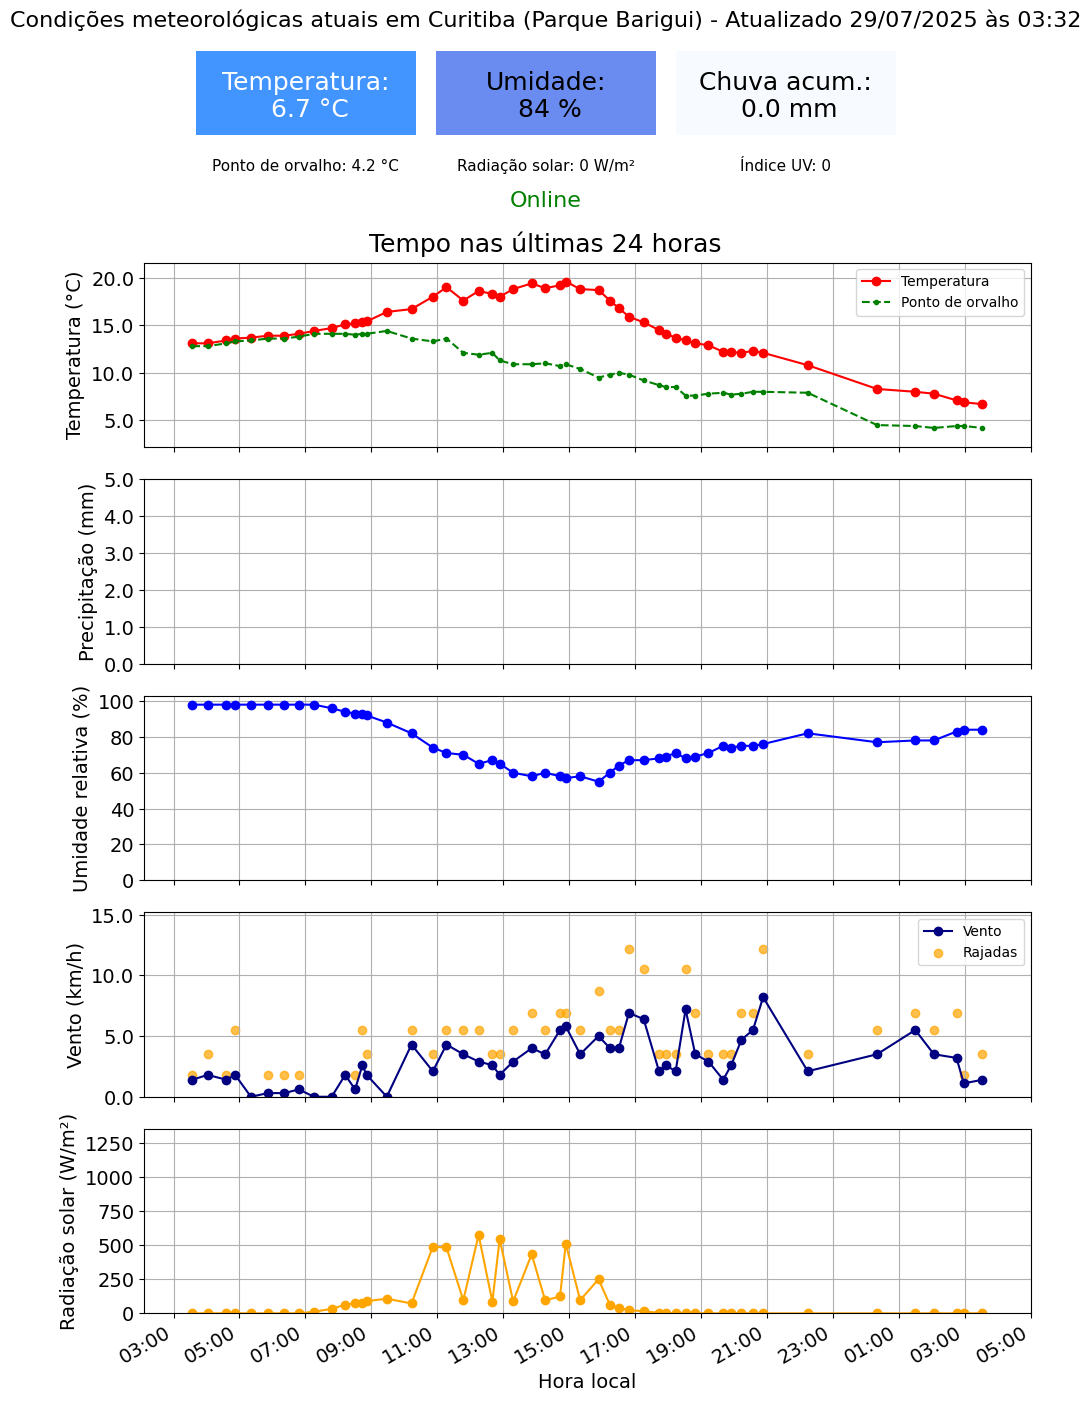 Condições meteorológicas atuais em Curitiba (Parque Barigui) - Atualizado 29/07/2025 às 03:32
Temperatura:
6.7 °C
Umidade:
84 %
Chuva acum.:
0.0 mm
Ponto de orvalho: 4.2 °C
Radiação solar: 0 W/m²
Índice UV: 0
Online
Tempo nas últimas 24 horas
Temperatura (°C)
20.0
15.0
10.0
5.0
Temperatura
Ponto de orvalho
Precipitação (mm)
5.0
4.0
3.0
2.0
1.0
0.0
Umidade relativa (%)
100
80
60
40
20
0
Vento (km/h)
15.0
10.0
5.0
0.0
Vento
Rajadas
Radiação solar (W/m²)
1250
1000
750
500
250
0
03:00
05:00
07:00
09:00
11:00
13:00
15:00
17:00
19:00
21:00
23:00
01:00
03:00
05:00
Hora local